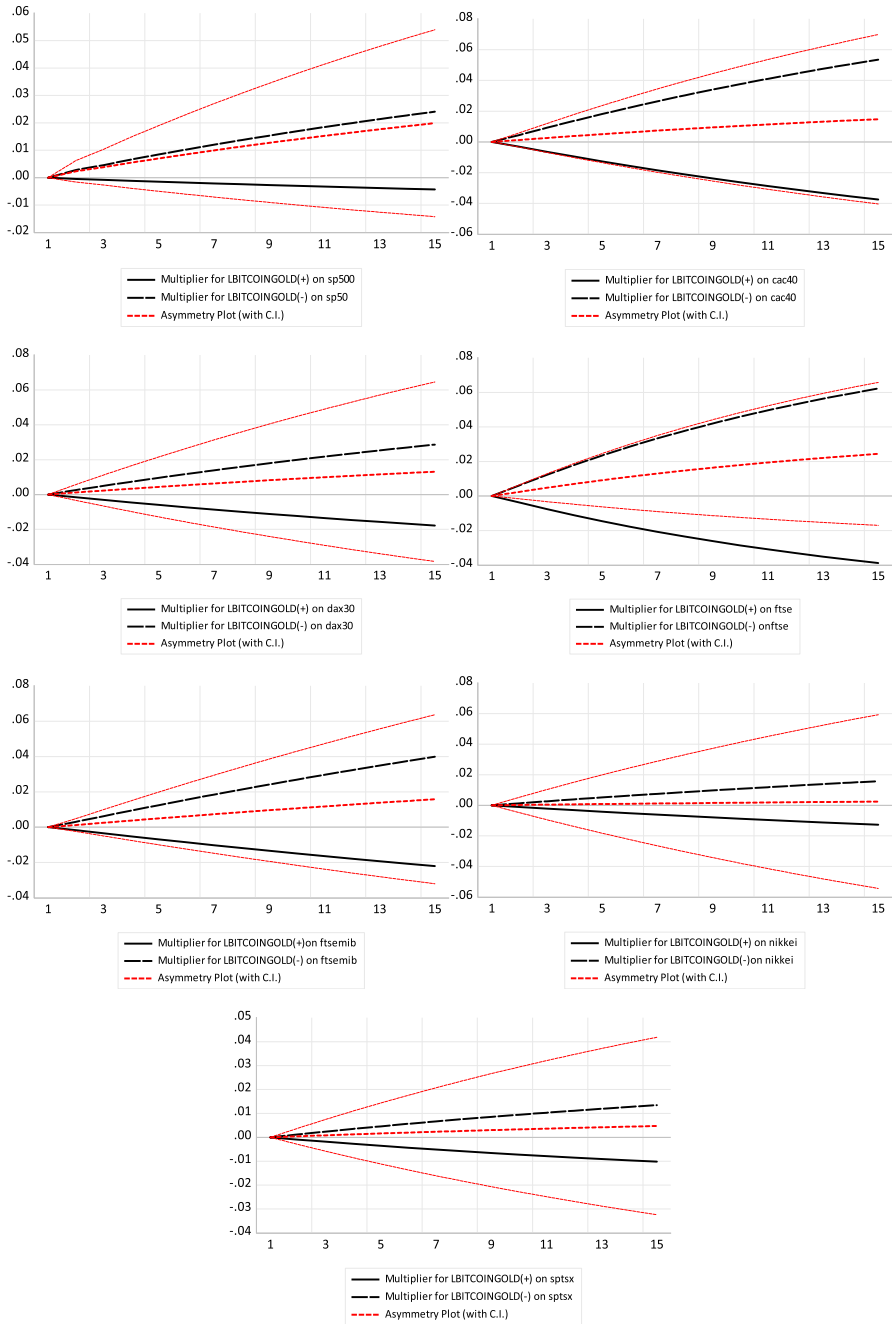 .06
.05
.04
.03
.02
.01
.00
-.01
-.02
1 3 5 7 9 11 13 15
Multiplier for LBITCOINGOLD(+) on sp500
Multiplier for LBITCOINGOLD(-) on sp50
Asymmetry Plot (with C.I.)
.08
.06
.04
.02
.00
-.02
-.04
-.06
1 3 5 7 9 11 13 15
Multiplier for LBITCOINGOLD(+) on cac40
Multiplier for LBITCOINGOLD(-) on cac40
Asymmetry Plot (with C.I.)
.08
.06
.04
.02
.00
-.02
-.04
1 3 5 7 9 11 13 15
Multiplier for LBITCOINGOLD(+) on dax30
Multiplier for LBITCOINGOLD(-) on dax30
Asymmetry Plot (with C.I.)
.08
.06
.04
.02
.00
-.02
-.04
1 3 5 7 9 11 13 15
Multiplier for LBITCOINGOLD(+) on ftse
Multiplier for LBITCOINGOLD(-) onftse
Asymmetry Plot (with C.I.)
.08
.06
.04
.02
.00
-.02
-.04
1 3 5 7 9 11 13 15
Multiplier for LBITCOINGOLD(+)on ftsemib
Multiplier for LBITCOINGOLD(-) on ftsemib
Asymmetry Plot (with C.I.)
.08
.06
.04
.02
.00
-.02
-.04
-.06
1 3 5 7 9 11 13 15
Multiplier for LBITCOINGOLD(+) on nikkei
Multiplier for LBITCOINGOLD(-)on nikkei
Asymmetry Plot (with C.I.)
.05
.04
.03
.02
.01
.00
-.01
-.02
-.03
-.04
1 3 5 7 9 11 13 15
Multiplier for LBITCOINGOLD(+) on sptsx
Multiplier for LBITCOINGOLD(-) on sptsx
Asymmetry Plot (with C.I.)